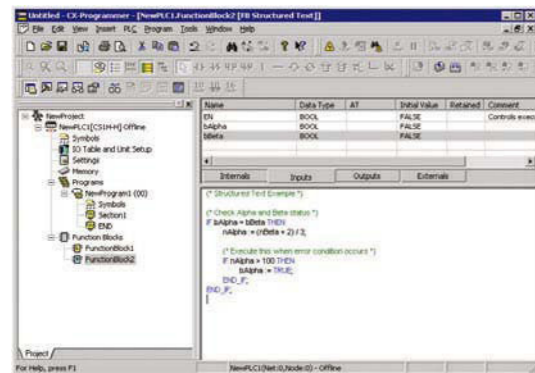 Untitled - CX-Programmer - [NewPLC1.FunctionBlock2 [FB Structured Text]]
File Edit View Insert PLC Program Tools Window Help
NewProject
NewPLC1[CS1H-H] Offline
Symbols
IO Table and Unit Setup
Settings
Memory
Programs
NewProgram1 (00)
Symbols
Section1
END
Function Blocks
FunctionBlock1
FunctionBlock2
Project
Name Data Type AT Initial Value Retained Comment
EN BOOL FALSE Controls exec
bAlpha BOOL FALSE
bBeta BOOL FALSE
Internals Inputs Outputs Externals
(* Structured Text Example *)
(* Check Alpha and Beta status *)
IF bAlpha = bBeta THEN
nAlpha := (nBeta + 2) / 3;
(* Execute this when error condition occurs *)
IF nAlpha > 100 THEN
bAlpha := TRUE;
END_IF;
END_IF;
For Help, press F1 NewPLC1(Net:0,Node:0) - Offline